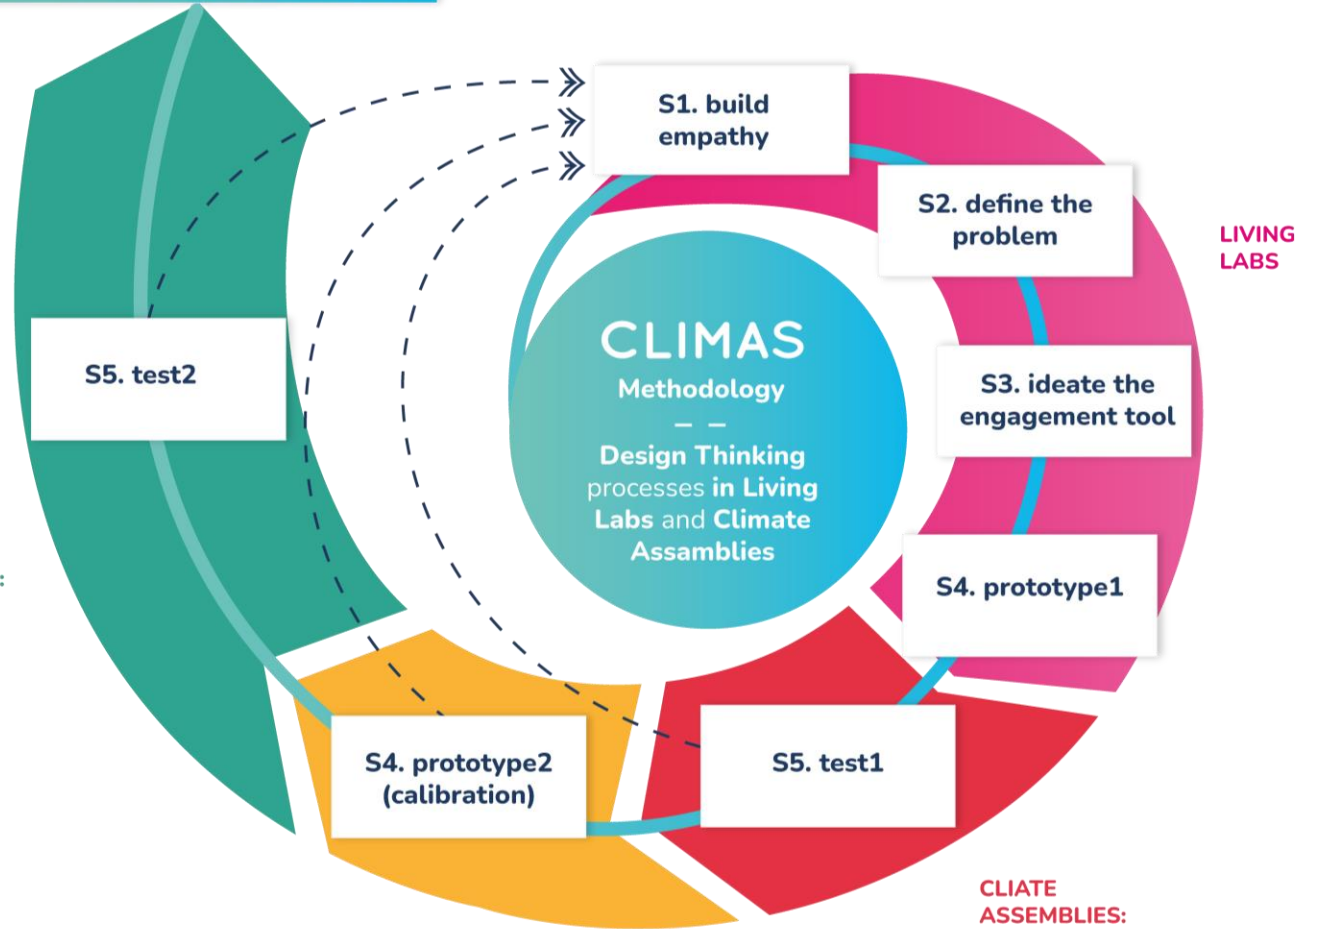 S1. build
empathy
S2. define the
problem
LIVING
LABS
S3. ideate the
engagement tool
S4. prototype1
S5. test1
CLIATE
ASSEMBLIES:
S4. prototype2
(calibration)
S5. test2
:
CLIMAS
Methodology
– –
Design Thinking
processes in Living
Labs and Climate
Assamblies